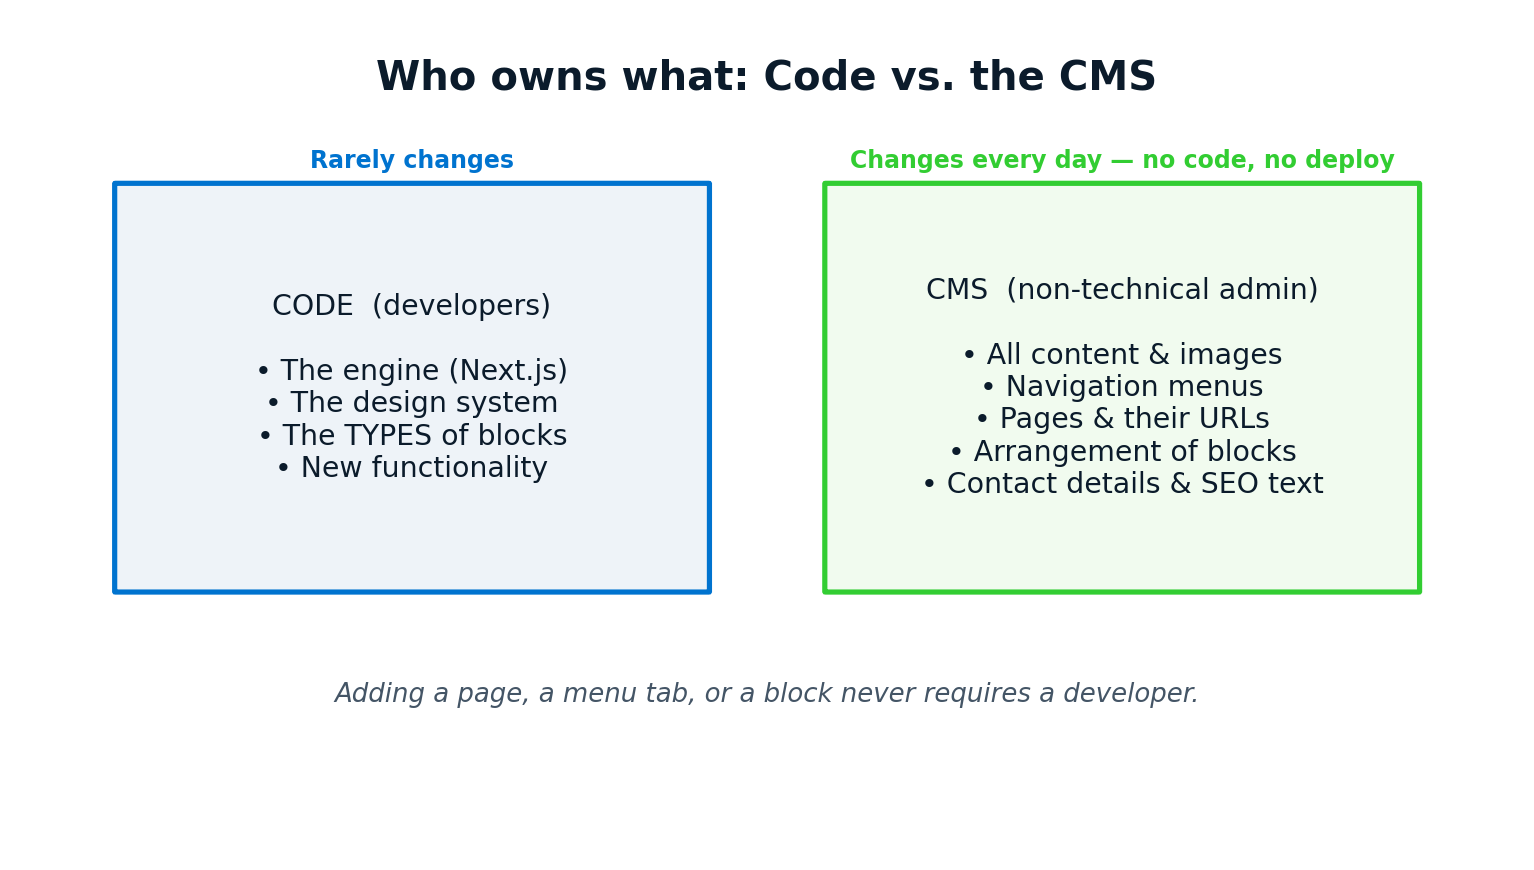 Who owns what: Code vs. the CMS
Rarely changes
CODE  (developers)
• The engine (Next.js)
• The design system
• The TYPES of blocks
• New functionality
Changes every day — no code, no deploy
CMS  (non-technical admin)
• All content & images
• Navigation menus
• Pages & their URLs
• Arrangement of blocks
• Contact details & SEO text
Adding a page, a menu tab, or a block never requires a developer.